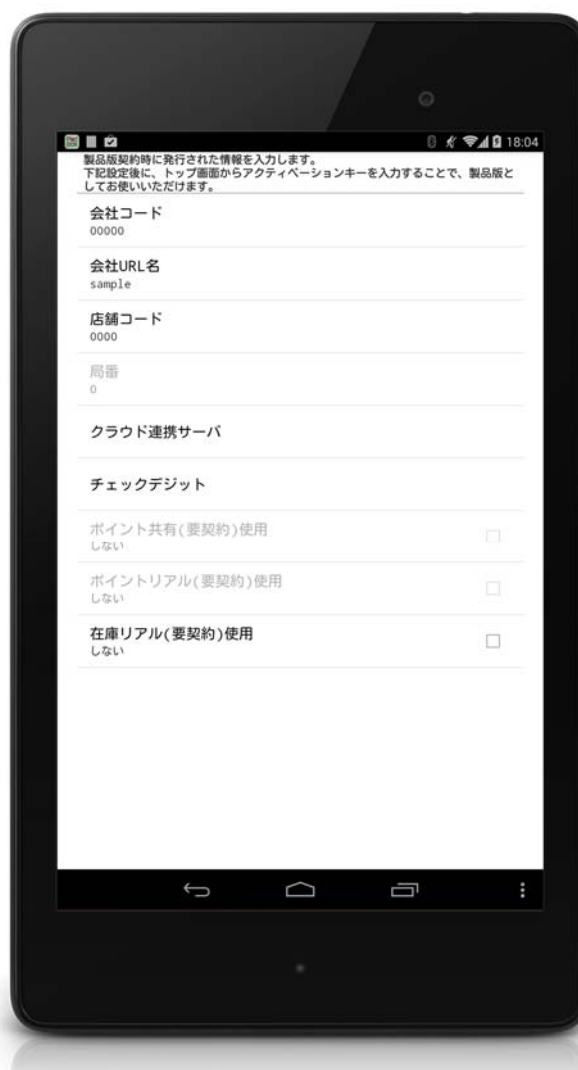 18:04
製品版契約時に発行された情報を入力します。
下記設定後に、トップ画面からアクティベーションキーを入力することで、製品版と
してお使いいただけます。
会社コード
00000
会社URL名
sample
店舗コード
0000
局番
0
クラウド連携サーバ
チェックデジット
ポイント共有(要契約)使用
しない
ポイントリアル(要契約)使用
しない
在庫リアル(要契約)使用
しない